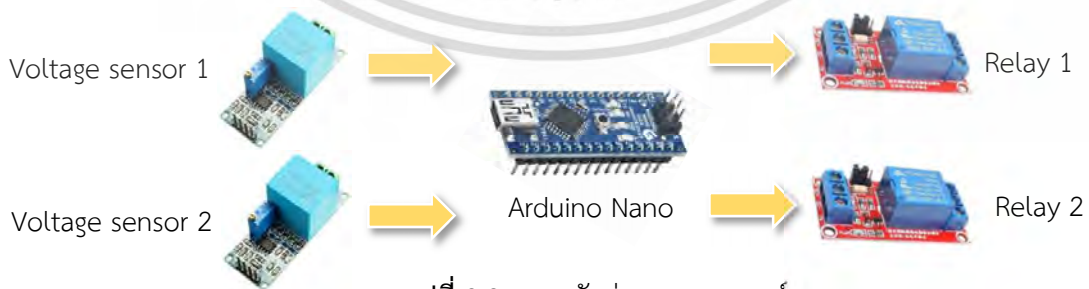 Voltage sensor 1
Relay 1
Arduino Nano
Voltage sensor 2
Relay 2